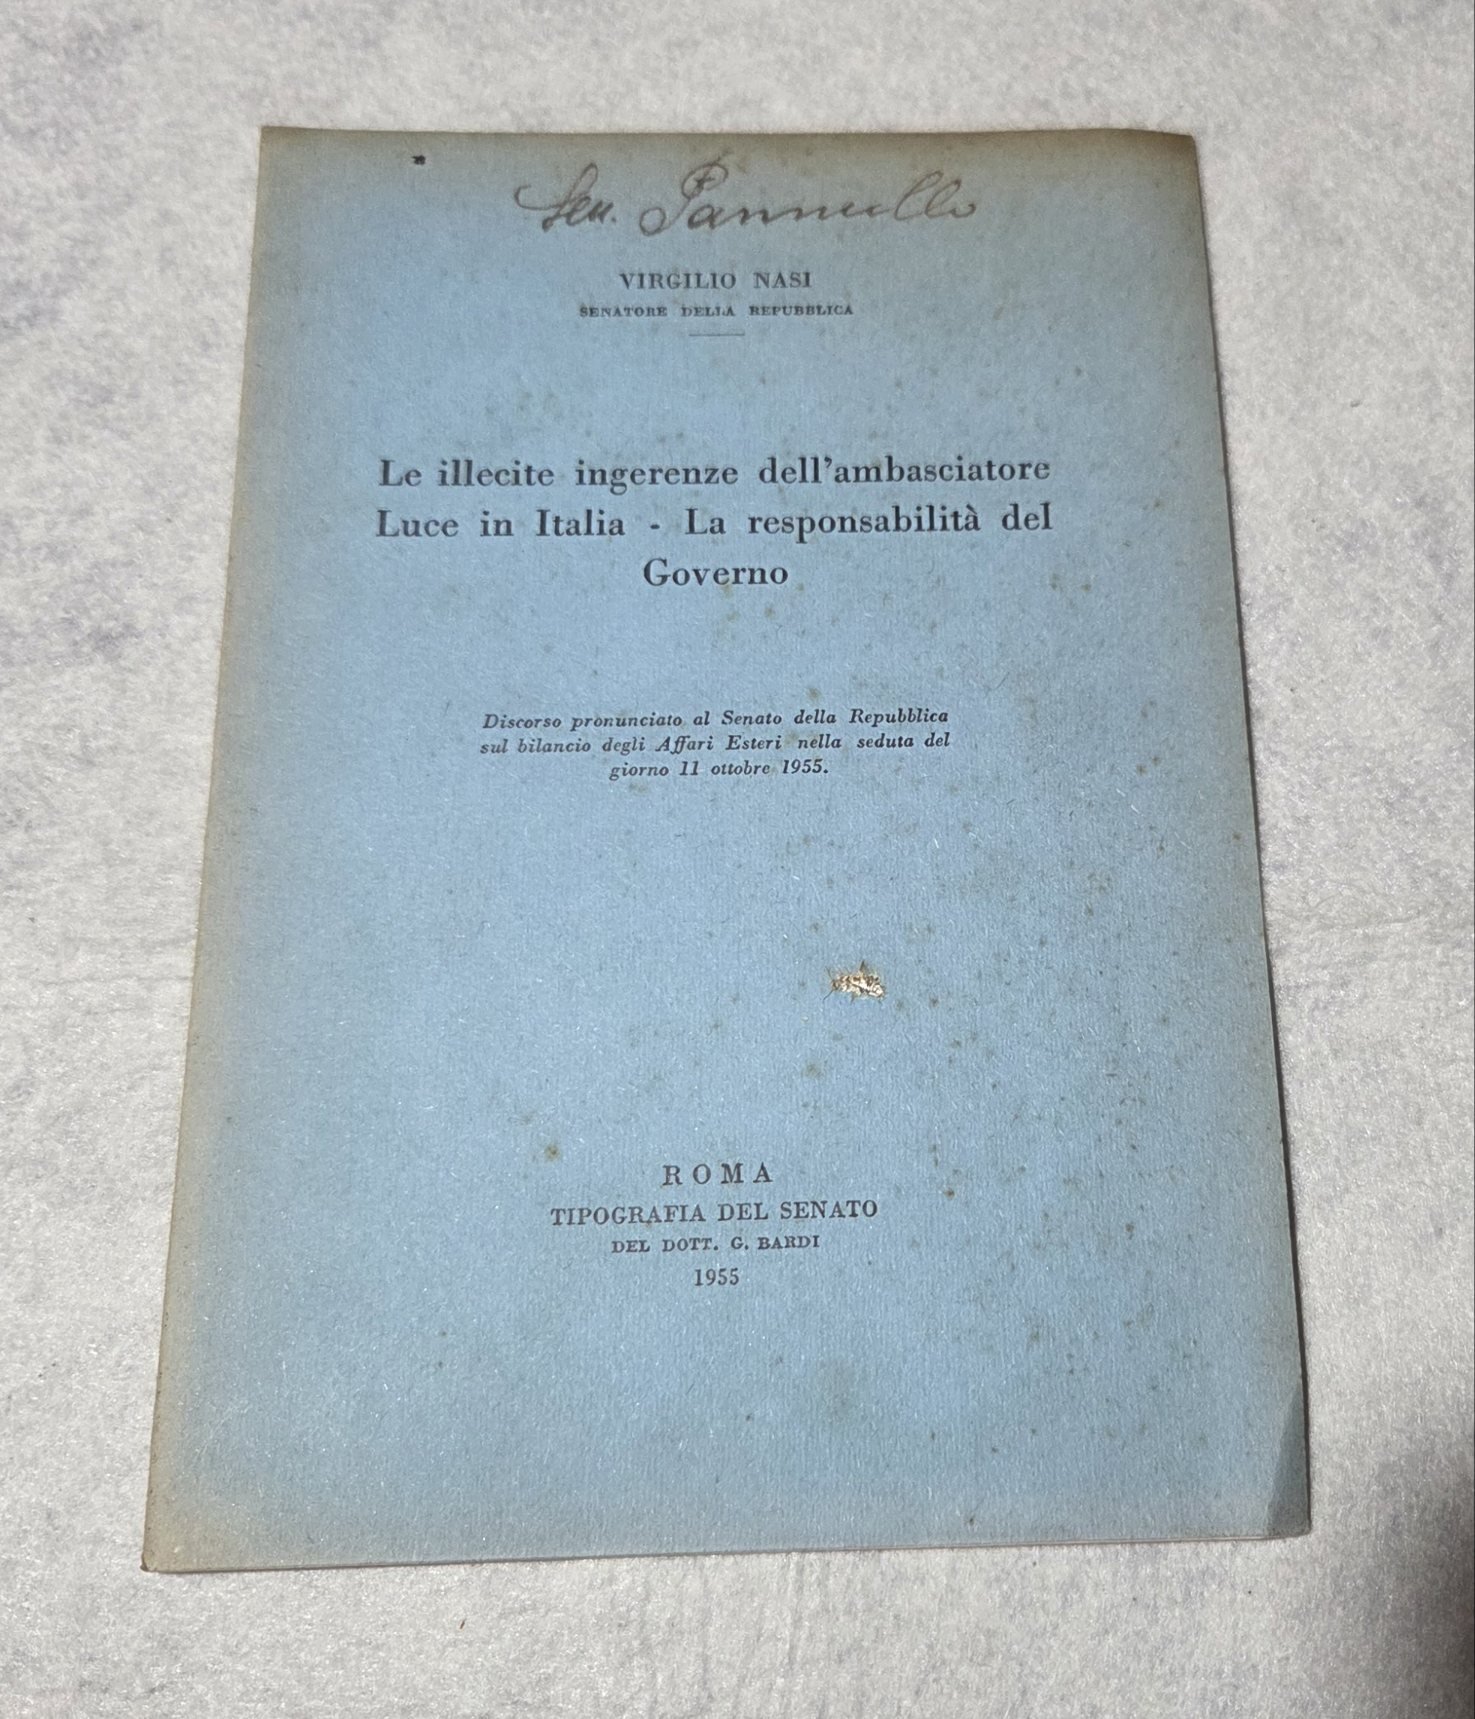 Sen. Pannullo
VIRGILIO NASI
SENATORE DELLA REPUBBLICA
Le illecite ingerenze dell'ambasciatore
Luce in Italia - La responsabilità del
Governo
Discorso pronunciato al Senato della Repubblica
sul bilancio degli Affari Esteri nella seduta del
giorno 11 ottobre 1955.
ROMA
TIPOGRAFIA DEL SENATO
DEL DOTT. G. BARDI
1955